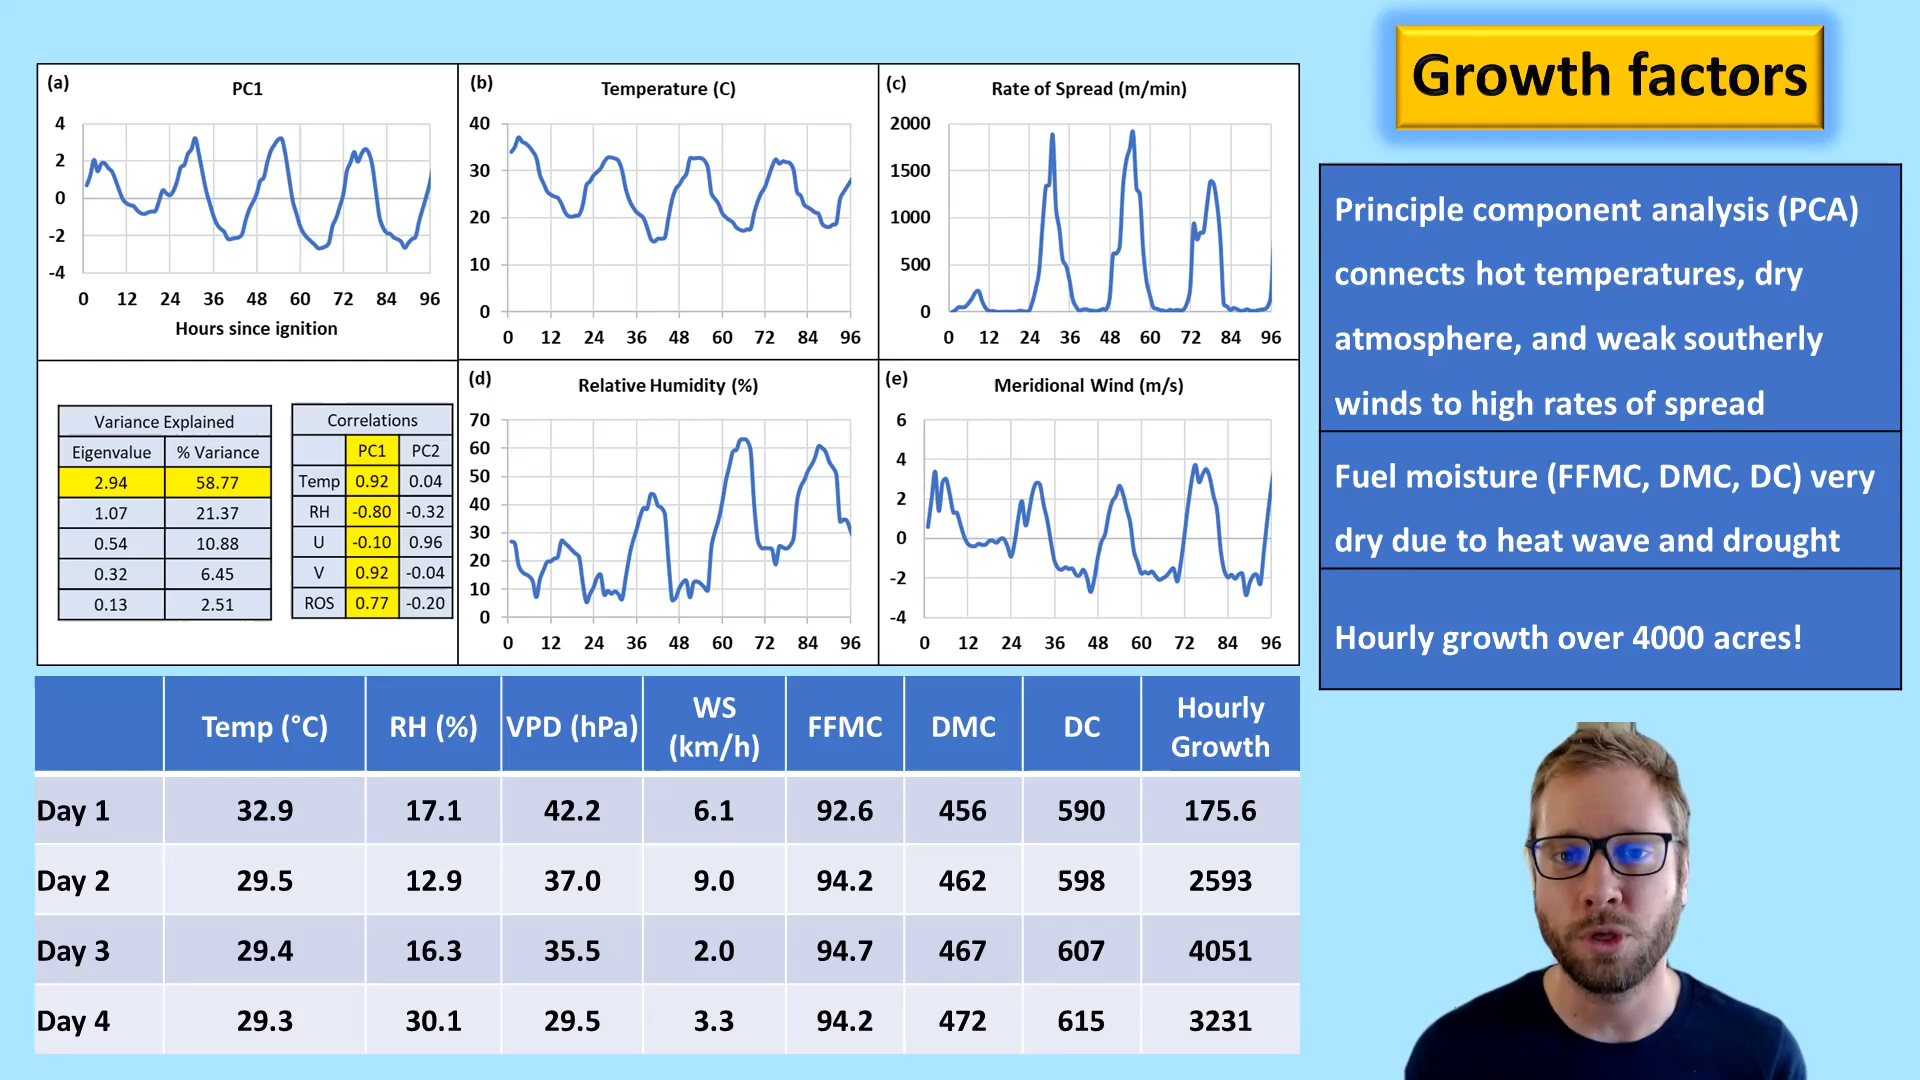 Growth factors
(a)
PC1
4
2
0
-2
-4
0 12 24 36 48 60 72 84 96
Hours since ignition
(b)
Temperature (C)
40
30
20
10
0
0 12 24 36 48 60 72 84 96
(c)
Rate of Spread (m/min)
2000
1500
1000
500
0
0 12 24 36 48 60 72 84 96
Variance Explained
Eigenvalue % Variance
2.94 58.77
1.07 21.37
0.54 10.88
0.32 6.45
0.13 2.51
Correlations
PC1 PC2
Temp 0.92 0.04
RH -0.80 -0.32
U -0.10 0.96
V 0.92 -0.04
ROS 0.77 -0.20
(d)
Relative Humidity (%)
70
60
50
40
30
20
10
0
0 12 24 36 48 60 72 84 96
(e)
Meridional Wind (m/s)
6
4
2
0
-2
-4
0 12 24 36 48 60 72 84 96
Principle component analysis (PCA)
connects hot temperatures, dry
atmosphere, and weak southerly
winds to high rates of spread
Fuel moisture (FFMC, DMC, DC) very
dry due to heat wave and drought
Hourly growth over 4000 acres!
Temp (°C) RH (%) VPD (hPa) WS (km/h) FFMC DMC DC Hourly Growth
Day 1 32.9 17.1 42.2 6.1 92.6 456 590 175.6
Day 2 29.5 12.9 37.0 9.0 94.2 462 598 2593
Day 3 29.4 16.3 35.5 2.0 94.7 467 607 4051
Day 4 29.3 30.1 29.5 3.3 94.2 472 615 3231